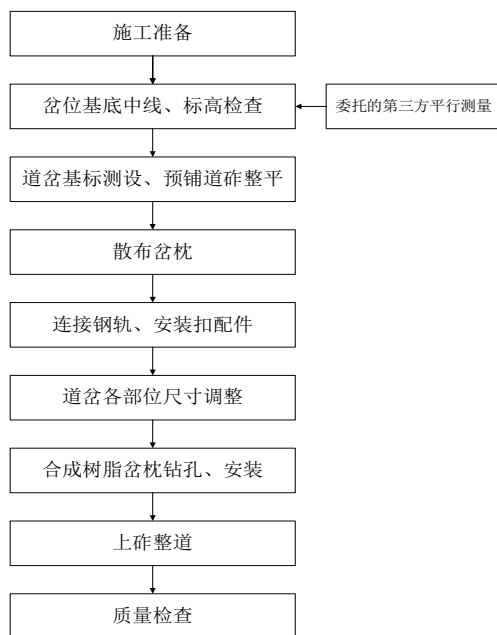 施工准备
岔位基底中线、标高检查
委托的第三方平行测量
道岔基标测设、预铺道砟整平
散布岔枕
连接钢轨、安装扣配件
道岔各部位尺寸调整
合成树脂岔枕钻孔、安装
上砟整道
质量检查